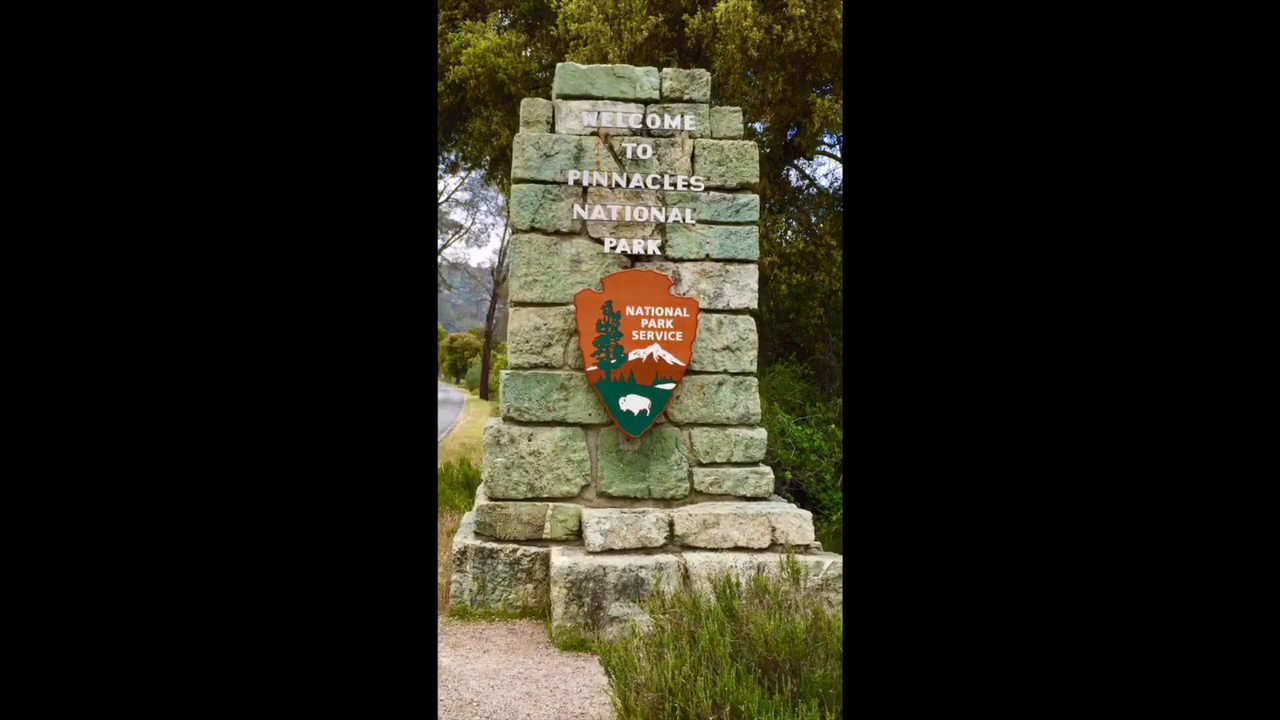 WELCOME
TO
PINNACLES
NATIONAL
PARK
NATIONAL
PARK
SERVICE